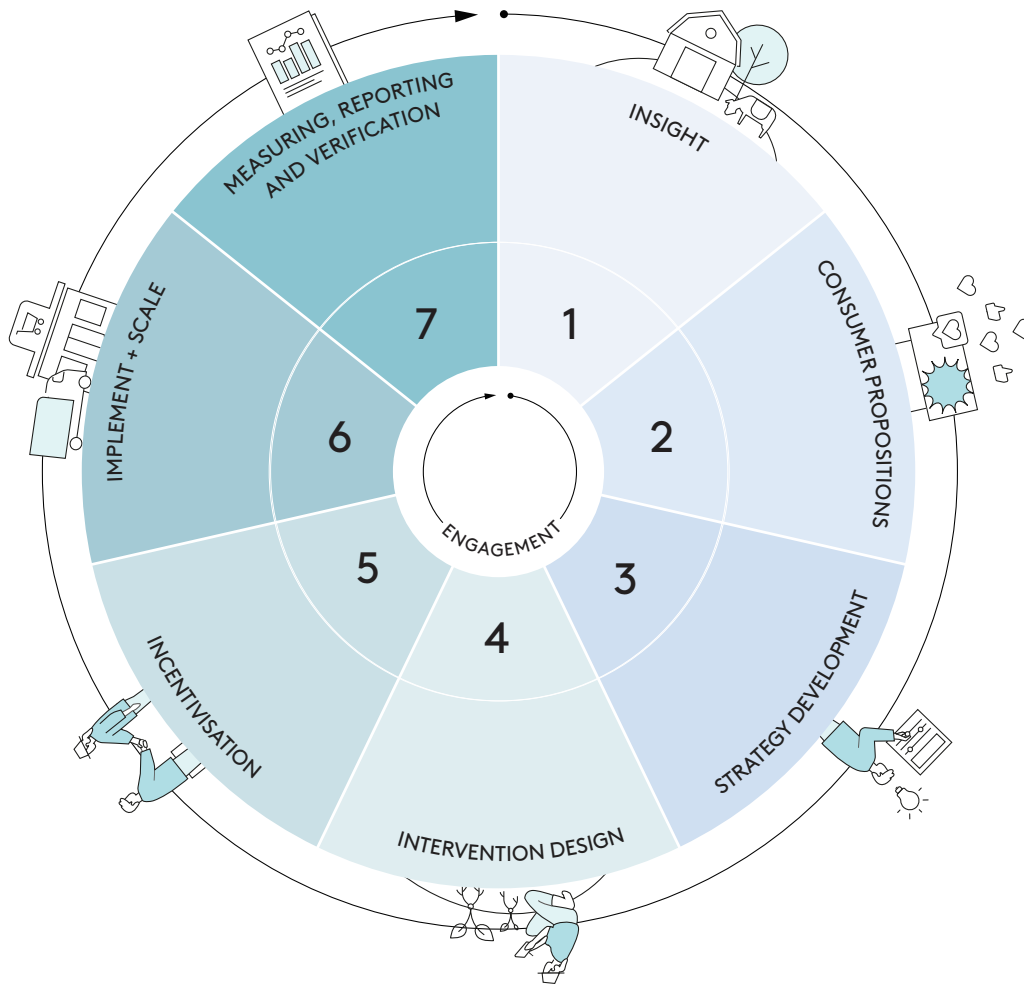 1
INSIGHT
2
CONSUMER PROPOSITIONS
3
STRATEGY DEVELOPMENT
4
INTERVENTION DESIGN
5
INCENTIVISATION
6
IMPLEMENT + SCALE
7
MEASURING, REPORTING
AND VERIFICATION
ENGAGEMENT